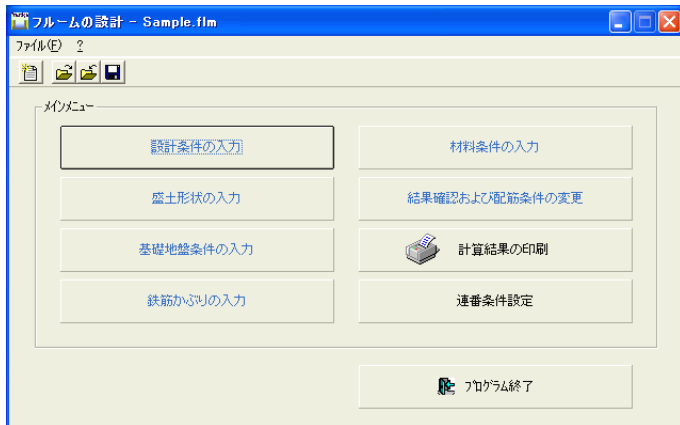 フルームの設計 - Sample.flm
ファイル(F) ?
メインメニュー
設計条件の入力
材料条件の入力
盛土形状の入力
結果確認および配筋条件の変更
基礎地盤条件の入力
計算結果の印刷
鉄筋かぶりの入力
連番条件設定
プログラム終了